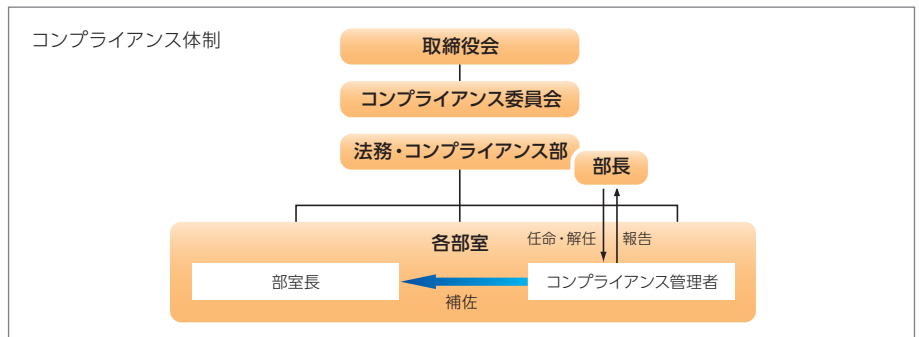 コンプライアンス体制
取締役会
コンプライアンス委員会
法務・コンプライアンス部
部長
各部室
任命・解任
報告
部室長
コンプライアンス管理者
補佐